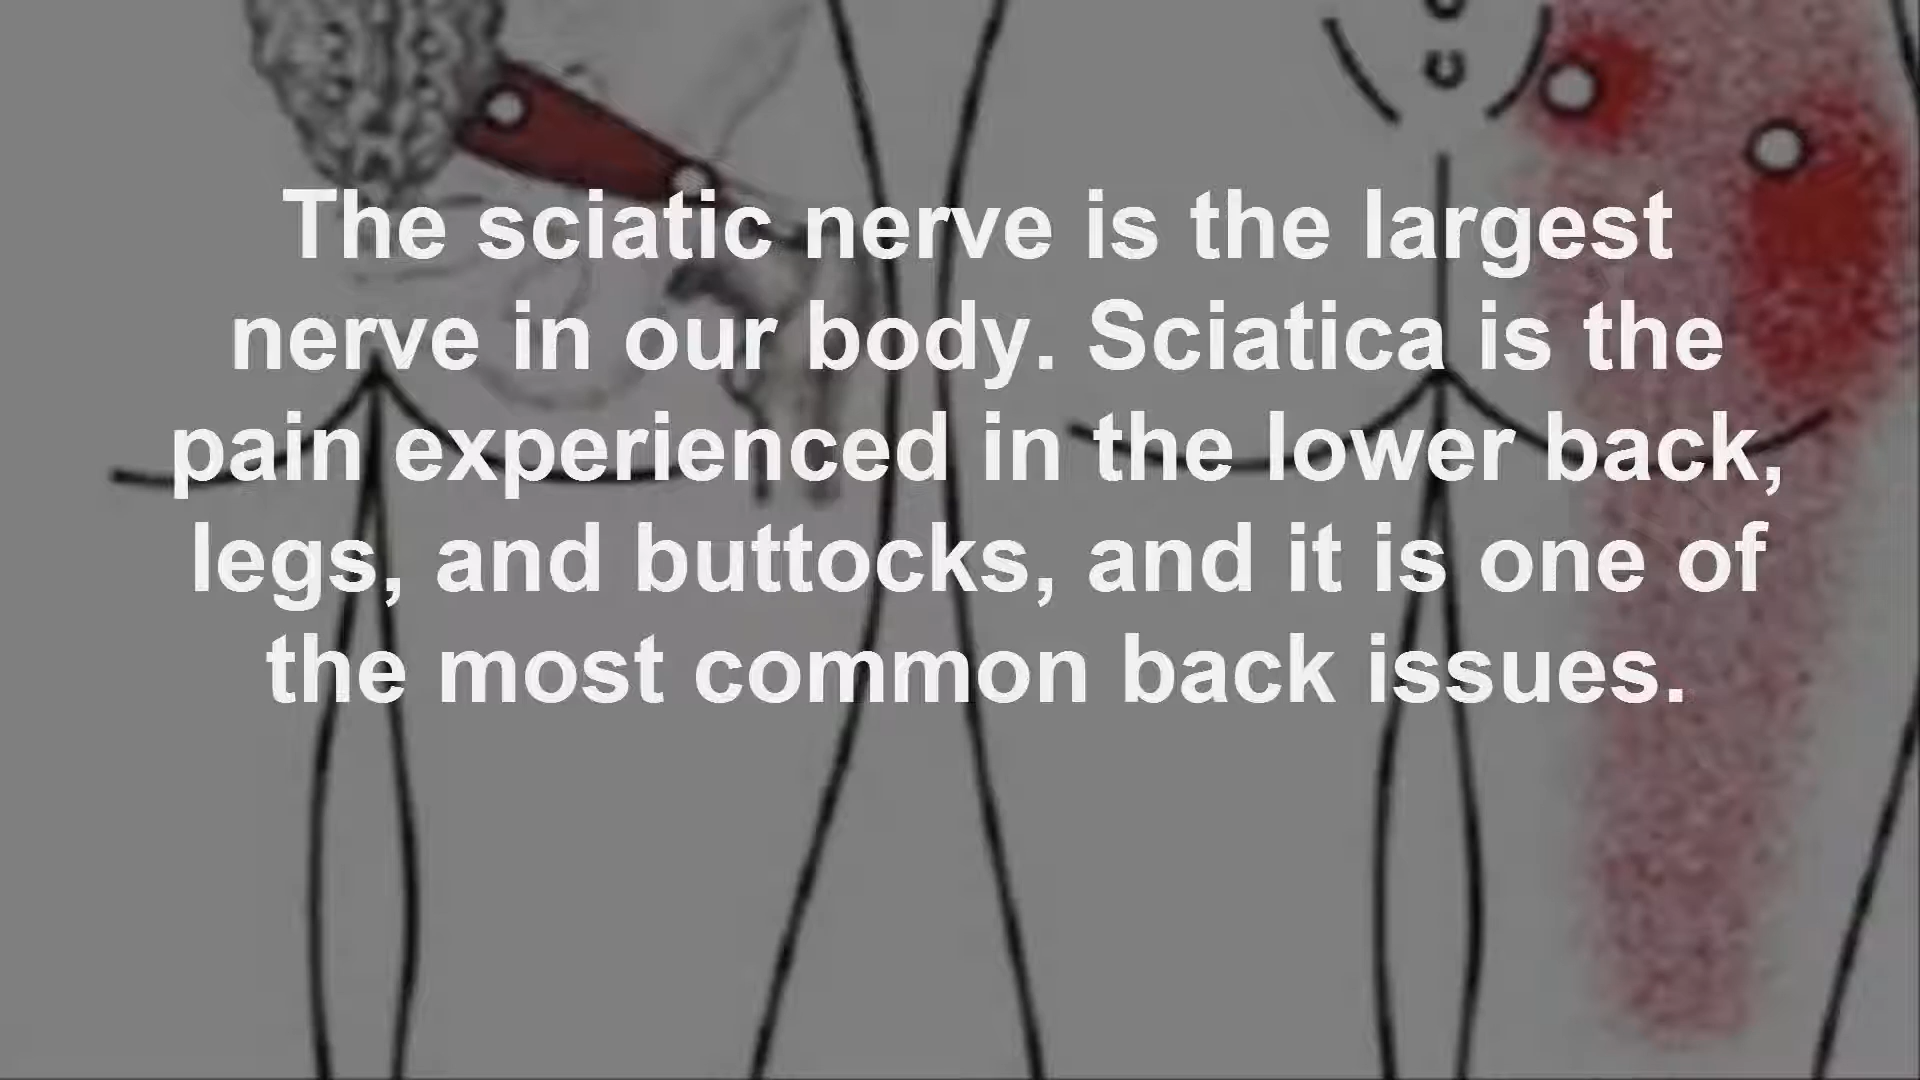 The sciatic nerve is the largest
nerve in our body. Sciatica is the
pain experienced in the lower back,
legs, and buttocks, and it is one of
the most common back issues.